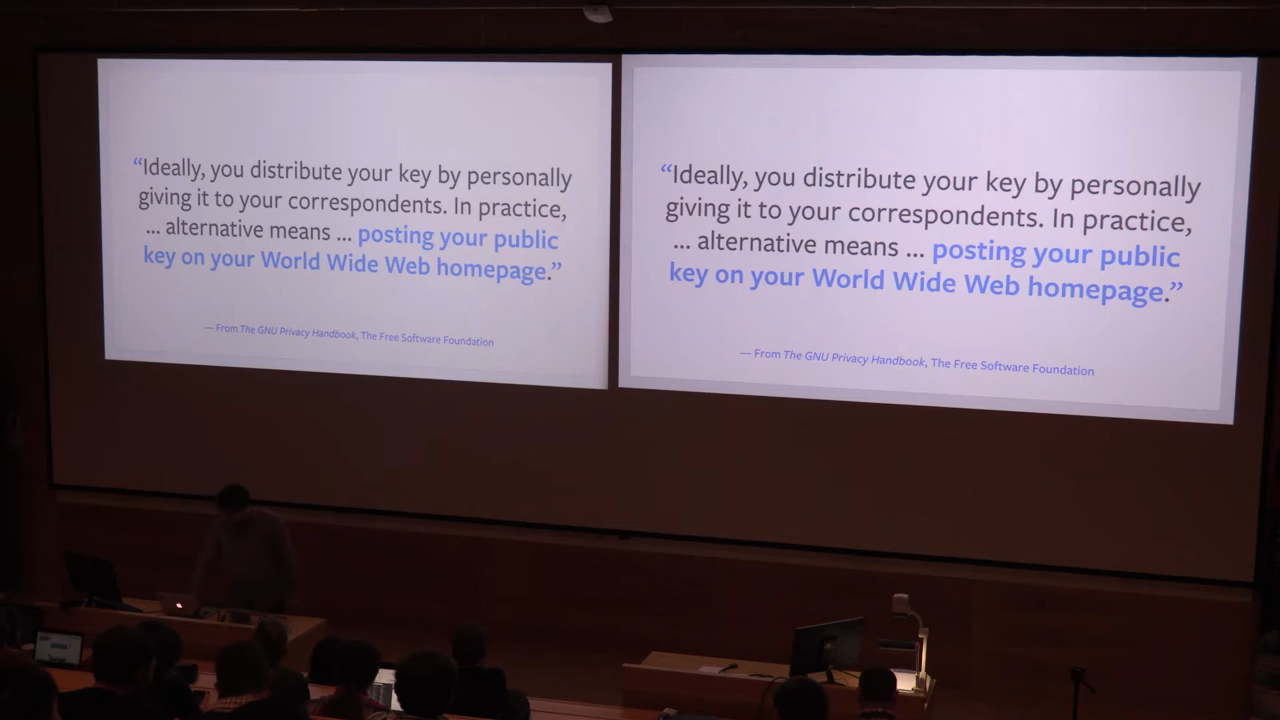 “Ideally, you distribute your key by personally
giving it to your correspondents. In practice,
... alternative means ... posting your public
key on your World Wide Web homepage.”
— From The GNU Privacy Handbook, The Free Software Foundation
“Ideally, you distribute your key by personally
giving it to your correspondents. In practice,
... alternative means ... posting your public
key on your World Wide Web homepage.”
— From The GNU Privacy Handbook, The Free Software Foundation